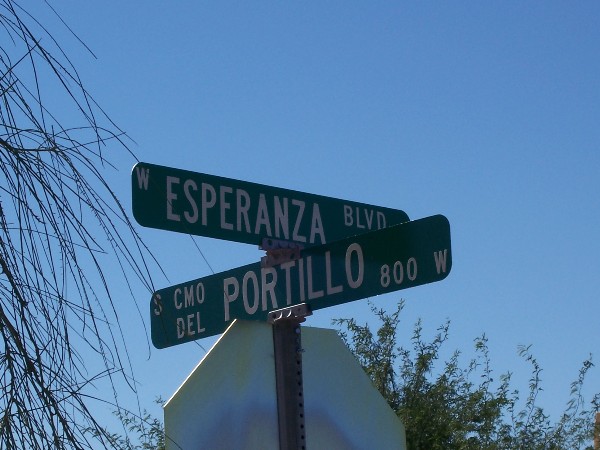 W ESPERANZA BLVD
S CMO DEL PORTILLO 800 W